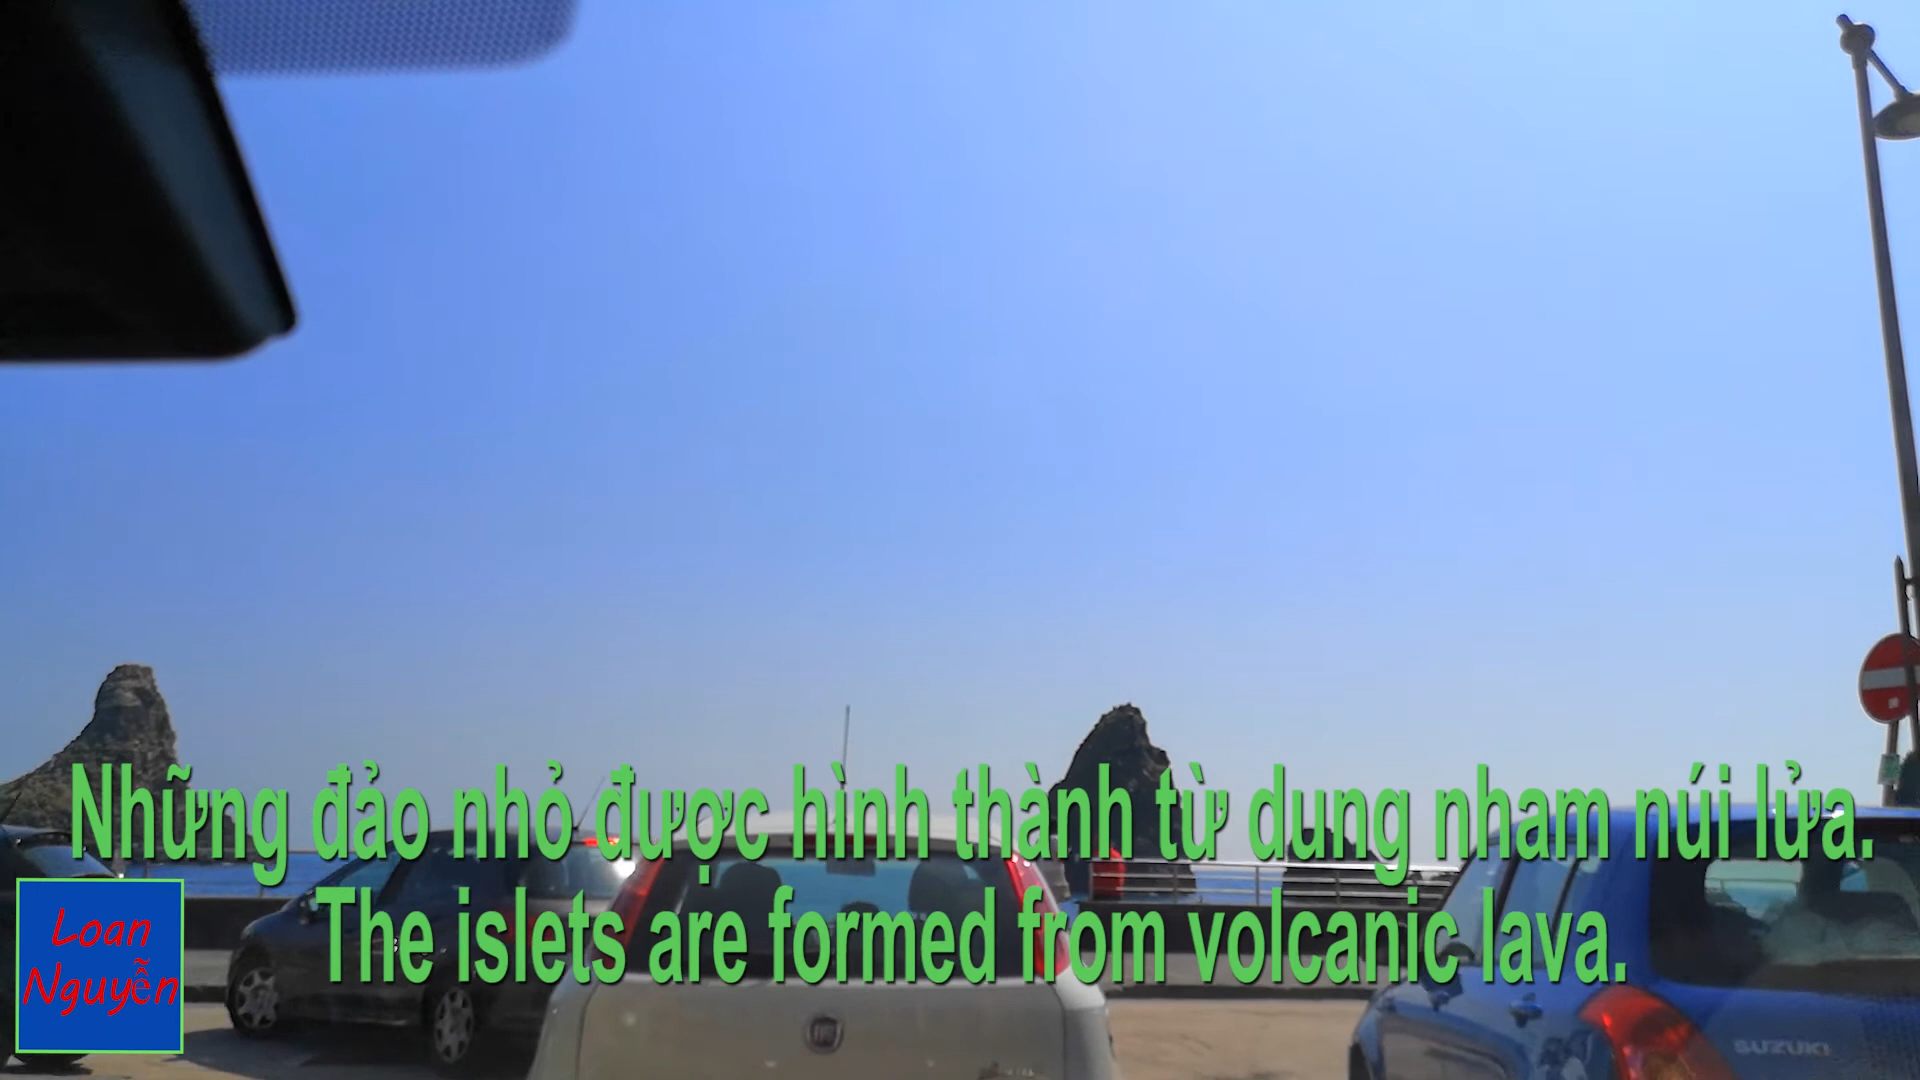 Những đảo nhỏ được hình thành từ dung nham núi lửa.
The islets are formed from volcanic lava.
Loan
Nguyễn
FIAT
SUZUKI